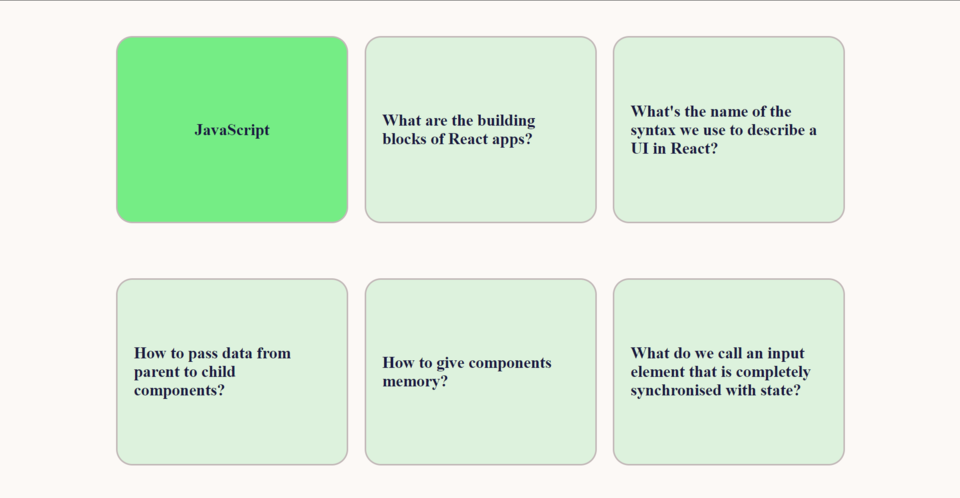 JavaScript
What are the building
blocks of React apps?
What's the name of the
syntax we use to describe a
UI in React?
How to pass data from
parent to child
components?
How to give components
memory?
What do we call an input
element that is completely
synchronised with state?